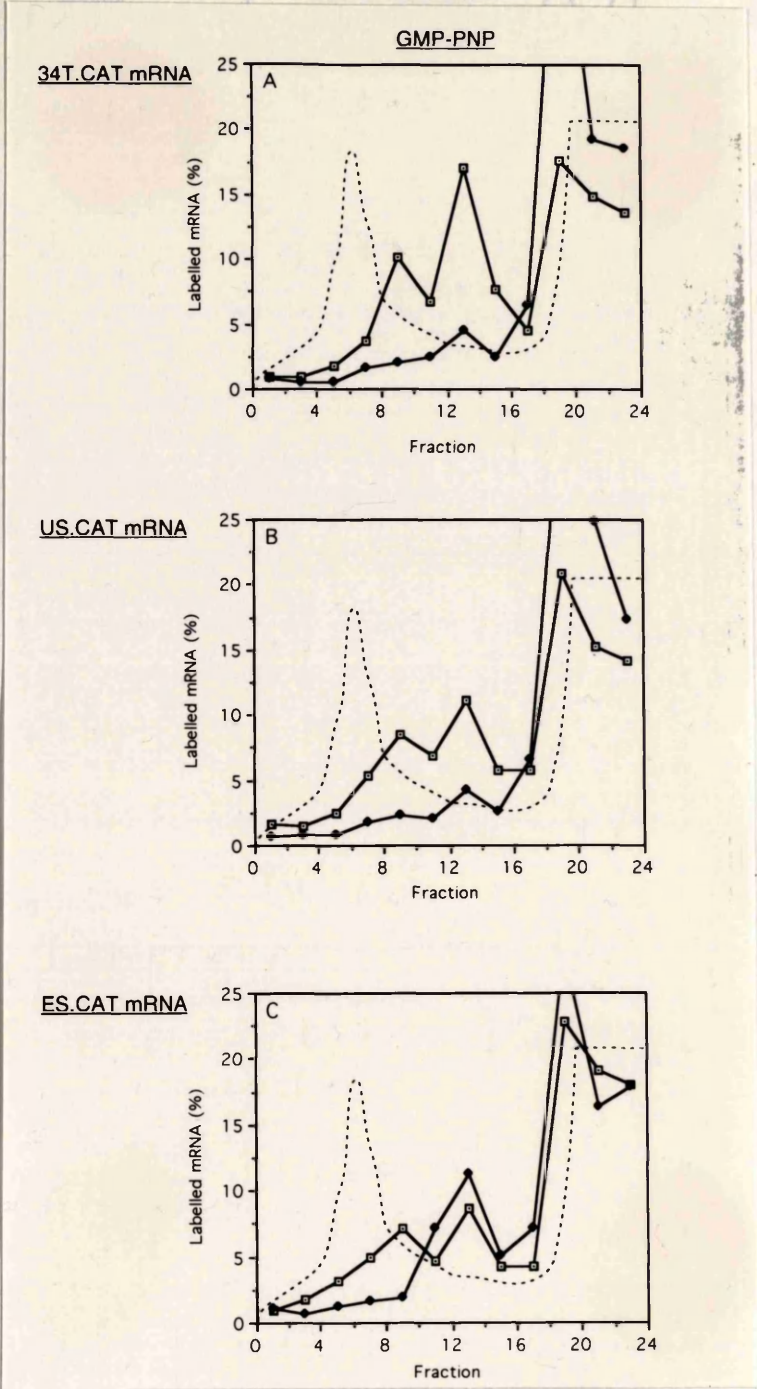 GMP-PNP
34T.CAT mRNA
A
25
20
15
10
5
0
Labelled mRNA (%)
0 4 8 12 16 20 24
Fraction
US.CAT mRNA
B
25
20
15
10
5
0
Labelled mRNA (%)
0 4 8 12 16 20 24
Fraction
ES.CAT mRNA
C
25
20
15
10
5
0
Labelled mRNA (%)
0 4 8 12 16 20 24
Fraction